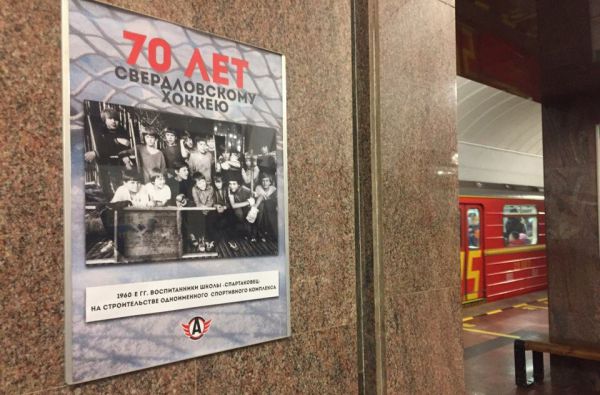 70 ЛЕТ
СВЕРДЛОВСКОМУ
ХОККЕЮ
1960 Е ГГ. ВОСПИТАННИКИ ШКОЛЫ «СПАРТАКОВЕЦ»
НА СТРОИТЕЛЬСТВЕ ОДНОИМЕННОГО СПОРТИВНОГО КОМПЛЕКСА
А